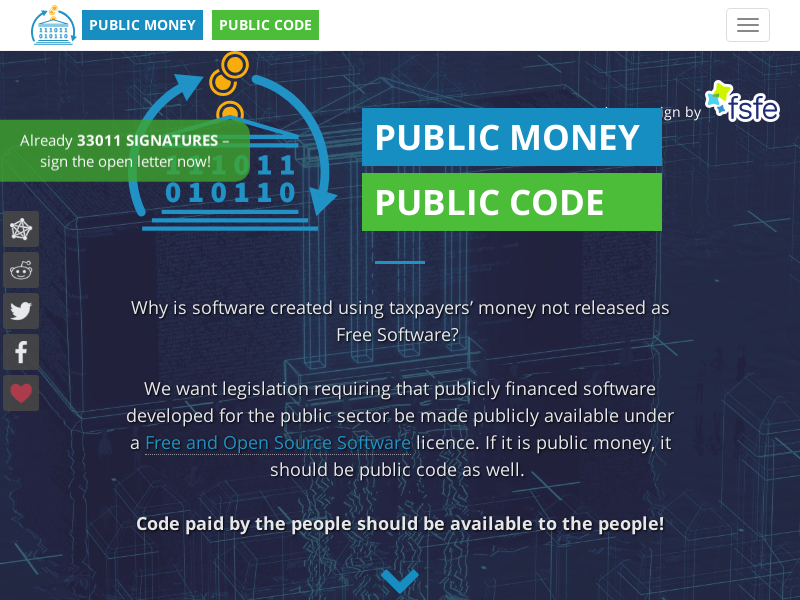 PUBLIC MONEY PUBLIC CODE
ign by
fsfe
PUBLIC MONEY
PUBLIC CODE
Already 33011 SIGNATURES –
sign the open letter now!
011
010110
Why is software created using taxpayers’ money not released as
Free Software?
We want legislation requiring that publicly financed software
developed for the public sector be made publicly available under
a Free and Open Source Software licence. If it is public money, it
should be public code as well.
Code paid by the people should be available to the people!